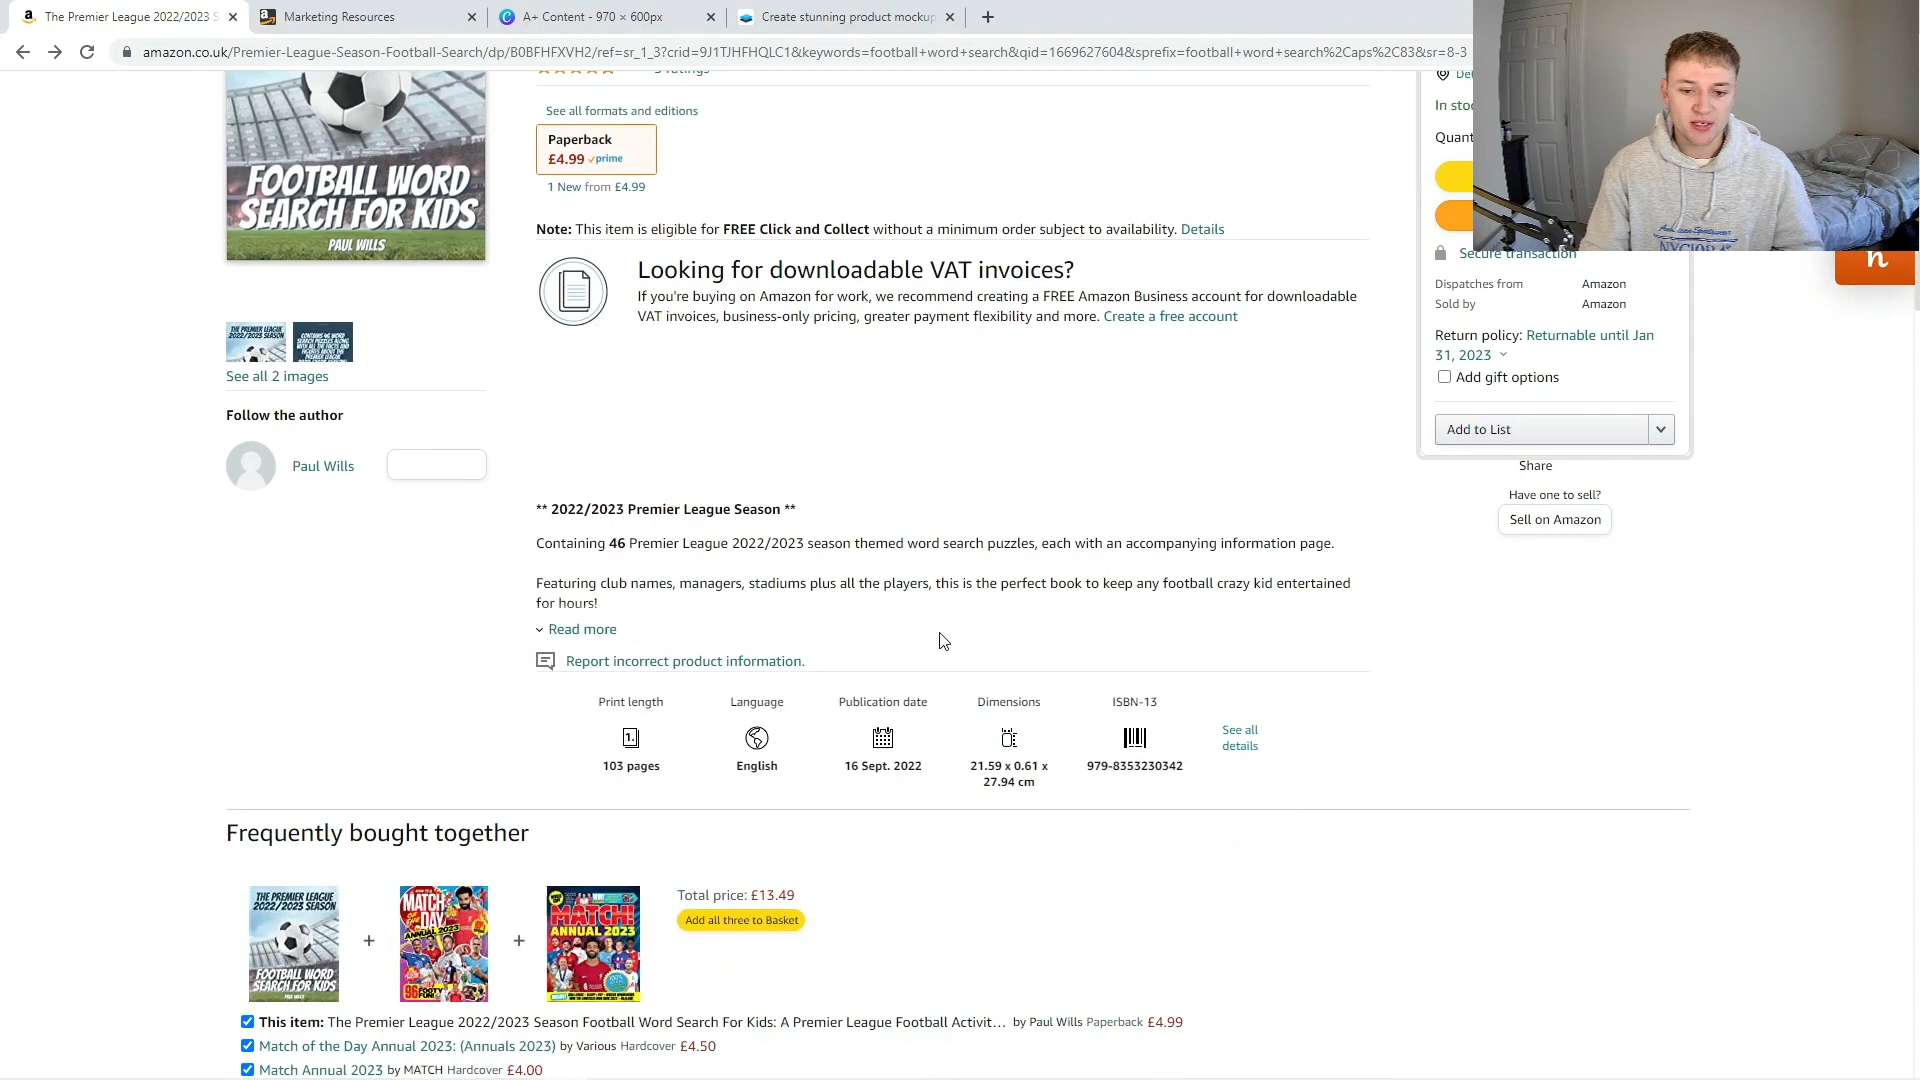 The Premier League 2022/2023 S
Marketing Resources
A+ Content - 970 × 600px
Create stunning product mockup
amazon.co.uk/Premier-League-Season-Football-Search/dp/B0BFHFXVH2/ref=sr_1_3?crid=9J1TJHFHQLC1&keywords=football+word+search&qid=1669627604&sprefix=football+word+search%2Caps%2C83&sr=8-3
FOOTBALL WORD
SEARCH FOR KIDS
PAUL WILLS
See all 2 images
Follow the author
Paul Wills
ratings
See all formats and editions
Paperback
£4.99 prime
1 New from £4.99
Note: This item is eligible for FREE Click and Collect without a minimum order subject to availability. Details
Looking for downloadable VAT invoices?
If you're buying on Amazon for work, we recommend creating a FREE Amazon Business account for downloadable
VAT invoices, business-only pricing, greater payment flexibility and more. Create a free account
** 2022/2023 Premier League Season **
Containing 46 Premier League 2022/2023 season themed word search puzzles, each with an accompanying information page.
Featuring club names, managers, stadiums plus all the players, this is the perfect book to keep any football crazy kid entertained
for hours!
Read more
Report incorrect product information.
Print length
Language
Publication date
Dimensions
ISBN-13
1.
103 pages
English
16 Sept. 2022
21.59 x 0.61 x
27.94 cm
979-8353230342
See all
details
Del
In sto
Quant
Secure transaction
Dispatches from Amazon
Sold by Amazon
Return policy: Returnable until Jan
31, 2023
Add gift options
Add to List
Share
Have one to sell?
Sell on Amazon
n
Frequently bought together
THE PREMIER LEAGUE
2022/2023 SEASON
FOOTBALL WORD
SEARCH FOR KIDS
PAUL WILLS
+
MATCH
OF THE
DAY
ANNUAL 2023
+
MATCH!
ANNUAL 2023
Total price: £13.49
Add all three to Basket
This item: The Premier League 2022/2023 Season Football Word Search For Kids: A Premier League Football Activit… by Paul Wills Paperback £4.99
Match of the Day Annual 2023: (Annuals 2023) by Various Hardcover £4.50
Match Annual 2023 by MATCH Hardcover £4.00